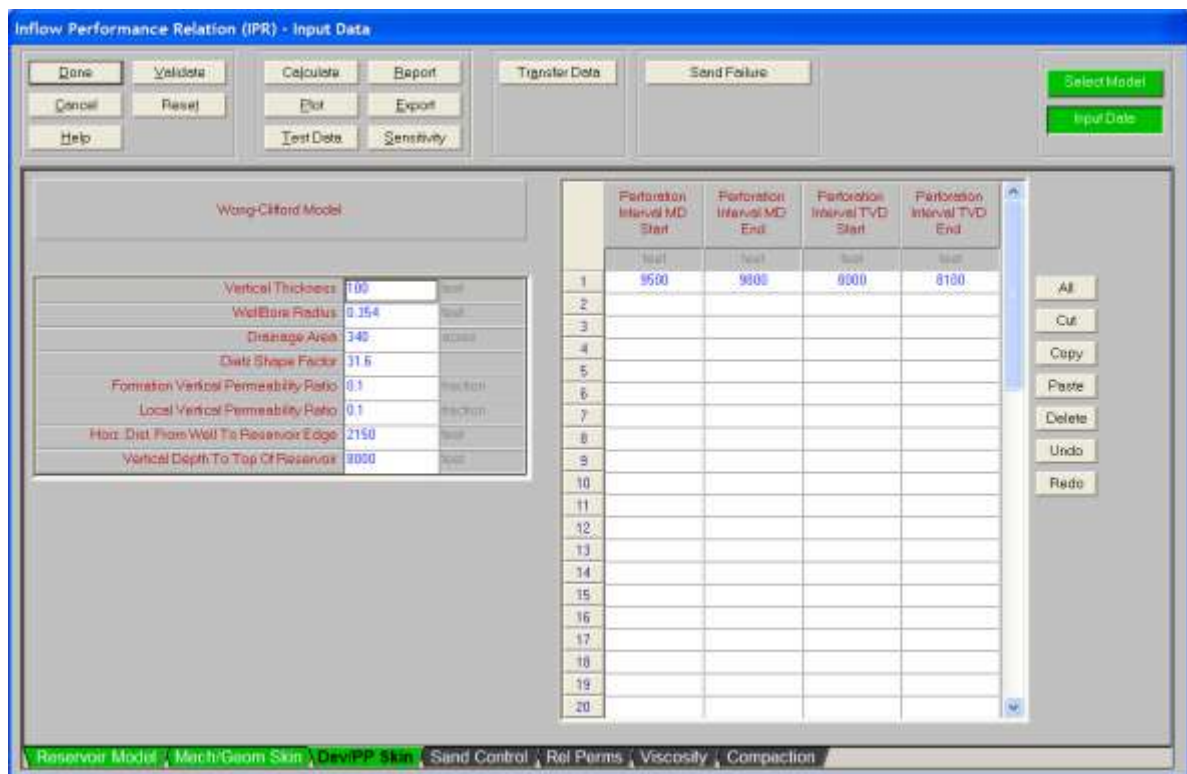 Inflow Performance Relation (IPR) - Input Data
Done Validate Calculate Report Transfer Data Sand Failure Select Model
Cancel Reset Plot Export Input Data
Help Test Data Sensitivity
Wong-Clifford Model
Vertical Thickness 100 feet
WellBore Radius 0.354 feet
Drainage Area 340 acres
Dietz Shape Factor 31.6
Formation Vertical Permeability Ratio 0.1 fraction
Local Vertical Permeability Ratio 0.1 fraction
Horiz. Dist From Well To Reservoir Edge 2150 feet
Vertical Depth To Top Of Reservoir 8000 feet
Perforation Interval MD Start
Perforation Interval MD End
Perforation Interval TVD Start
Perforation Interval TVD End
feet feet feet feet
1 9500 9800 8000 8100
2
3
4
5
6
7
8
9
10
11
12
13
14
15
16
17
18
19
20
All
Cut
Copy
Paste
Delete
Undo
Redo
Reservoir Model Mech/Geom Skin Dev/PP Skin Sand Control Rel Perms Viscosity Compaction